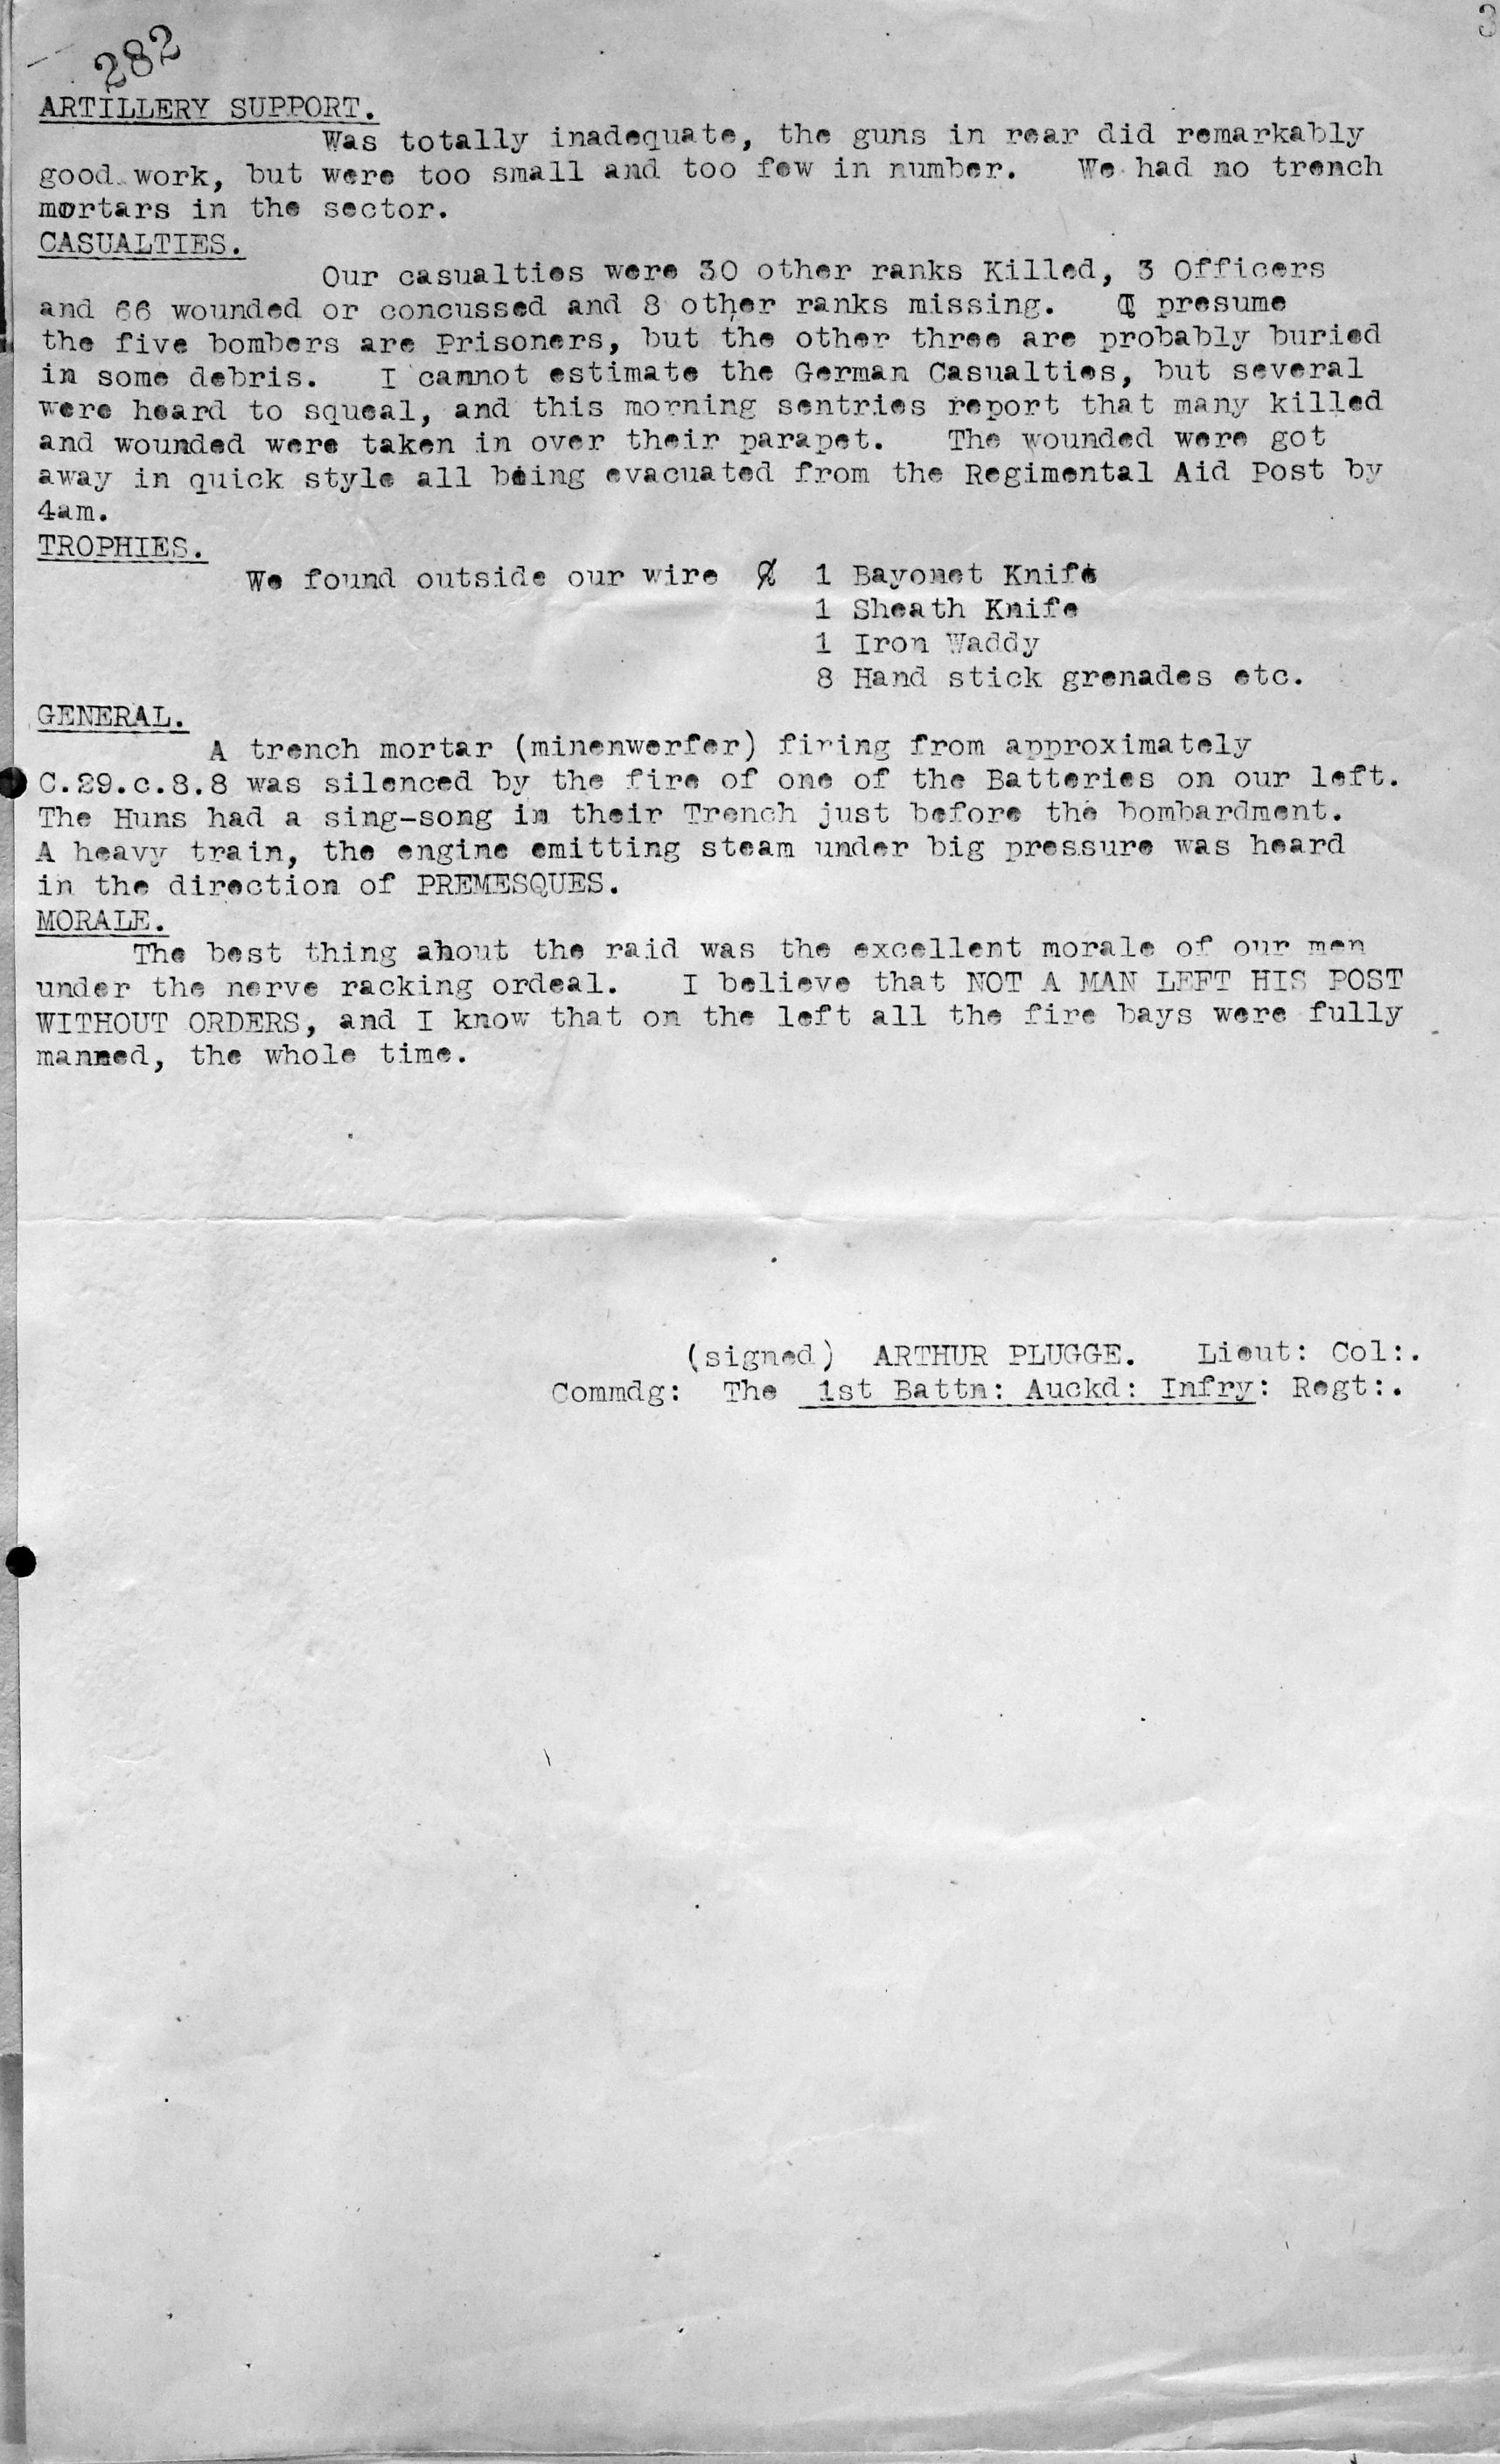 3
282
ARTILLERY SUPPORT.
Was totally inadequate, the guns in rear did remarkably
good work, but were too small and too few in number. We had no trench
mortars in the sector.
CASUALTIES.
Our casualties were 30 other ranks Killed, 3 Officers
and 66 wounded or concussed and 8 other ranks missing. I presume
the five bombers are Prisoners, but the other three are probably buried
in some debris. I cannot estimate the German Casualties, but several
were heard to squeal, and this morning sentries report that many killed
and wounded were taken in over their parapet. The wounded were got
away in quick style all being evacuated from the Regimental Aid Post by
4am.
TROPHIES.
We found outside our wire 1 Bayonet Knife
1 Sheath Knife
1 Iron Waddy
8 Hand stick grenades etc.
GENERAL.
A trench mortar (minenwerfer) firing from approximately
C.29.c.8.8 was silenced by the fire of one of the Batteries on our left.
The Huns had a sing-song in their Trench just before the bombardment.
A heavy train, the engine emitting steam under big pressure was heard
in the direction of PREMESQUES.
MORALE.
The best thing about the raid was the excellent morale of our men
under the nerve racking ordeal. I believe that NOT A MAN LEFT HIS POST
WITHOUT ORDERS, and I know that on the left all the fire bays were fully
manned, the whole time.
(signed) ARTHUR PLUGGE. Lieut: Col:.
Commdg: The 1st Battn: Auckd: Infry: Regt:.